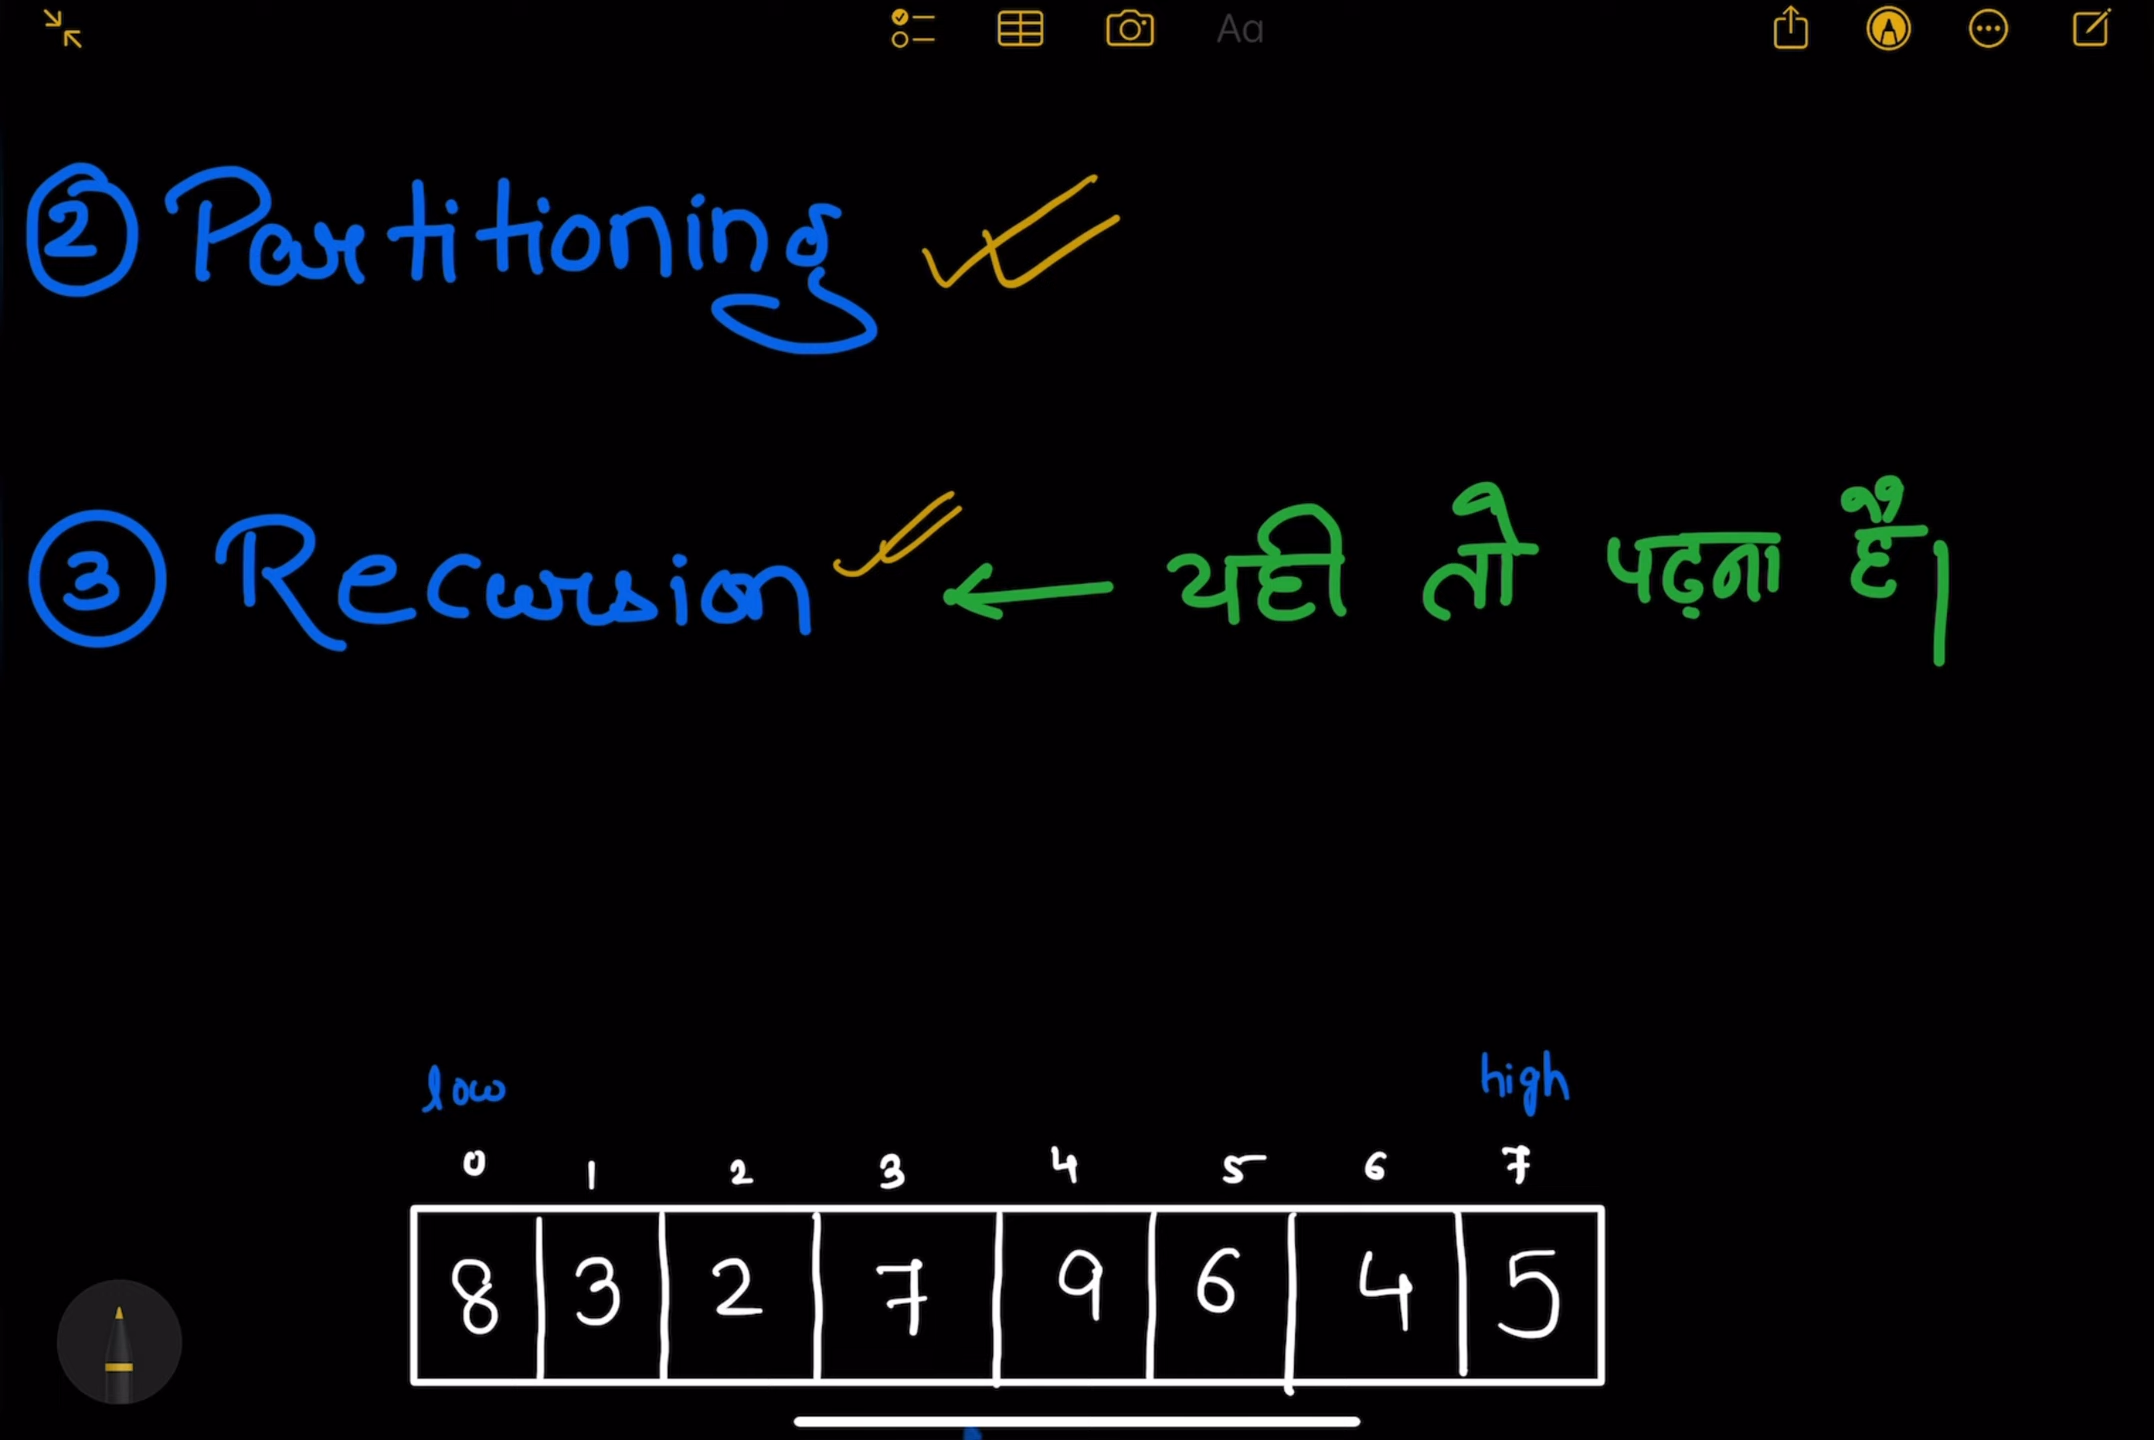 Aa
② Partitioning
③ Recursion ← यही तो पढ़ना है।
low high
0 1 2 3 4 5 6 7
8 3 2 7 9 6 4 5